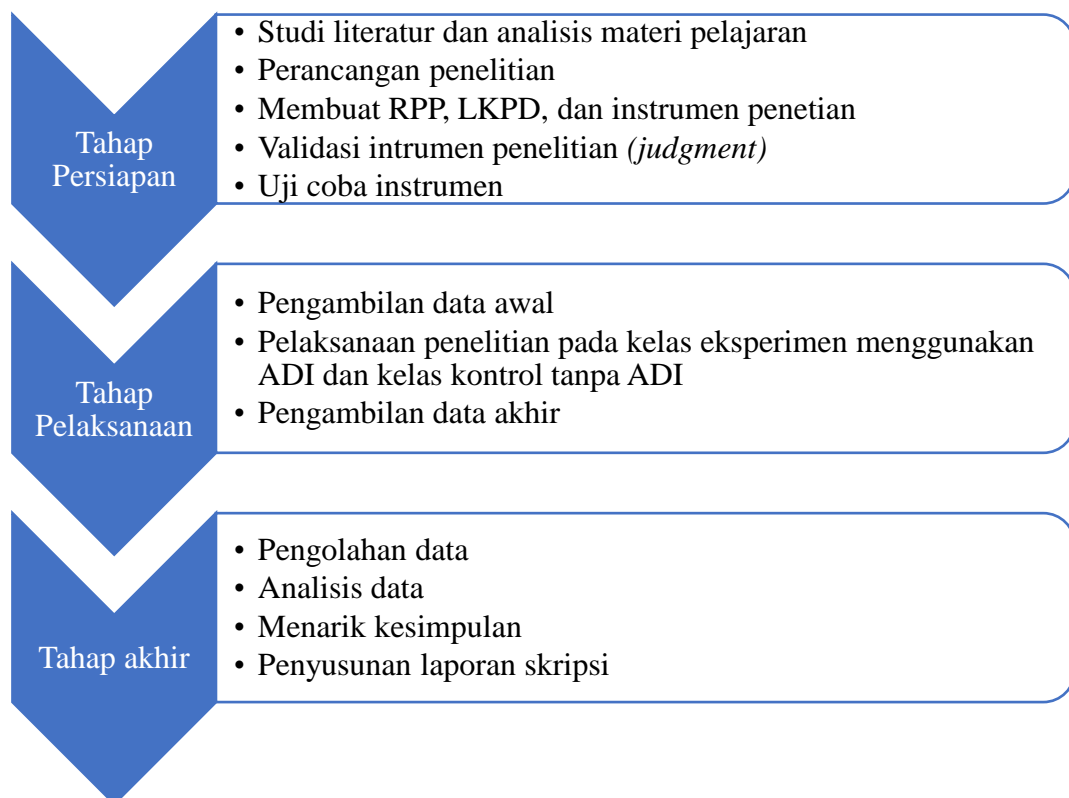 Tahap
Persiapan
• Studi literatur dan analisis materi pelajaran
• Perancangan penelitian
• Membuat RPP, LKPD, dan instrumen penetian
• Validasi intrumen penelitian (judgment)
• Uji coba instrumen
Tahap
Pelaksanaan
• Pengambilan data awal
• Pelaksanaan penelitian pada kelas eksperimen menggunakan
ADI dan kelas kontrol tanpa ADI
• Pengambilan data akhir
Tahap akhir
• Pengolahan data
• Analisis data
• Menarik kesimpulan
• Penyusunan laporan skripsi